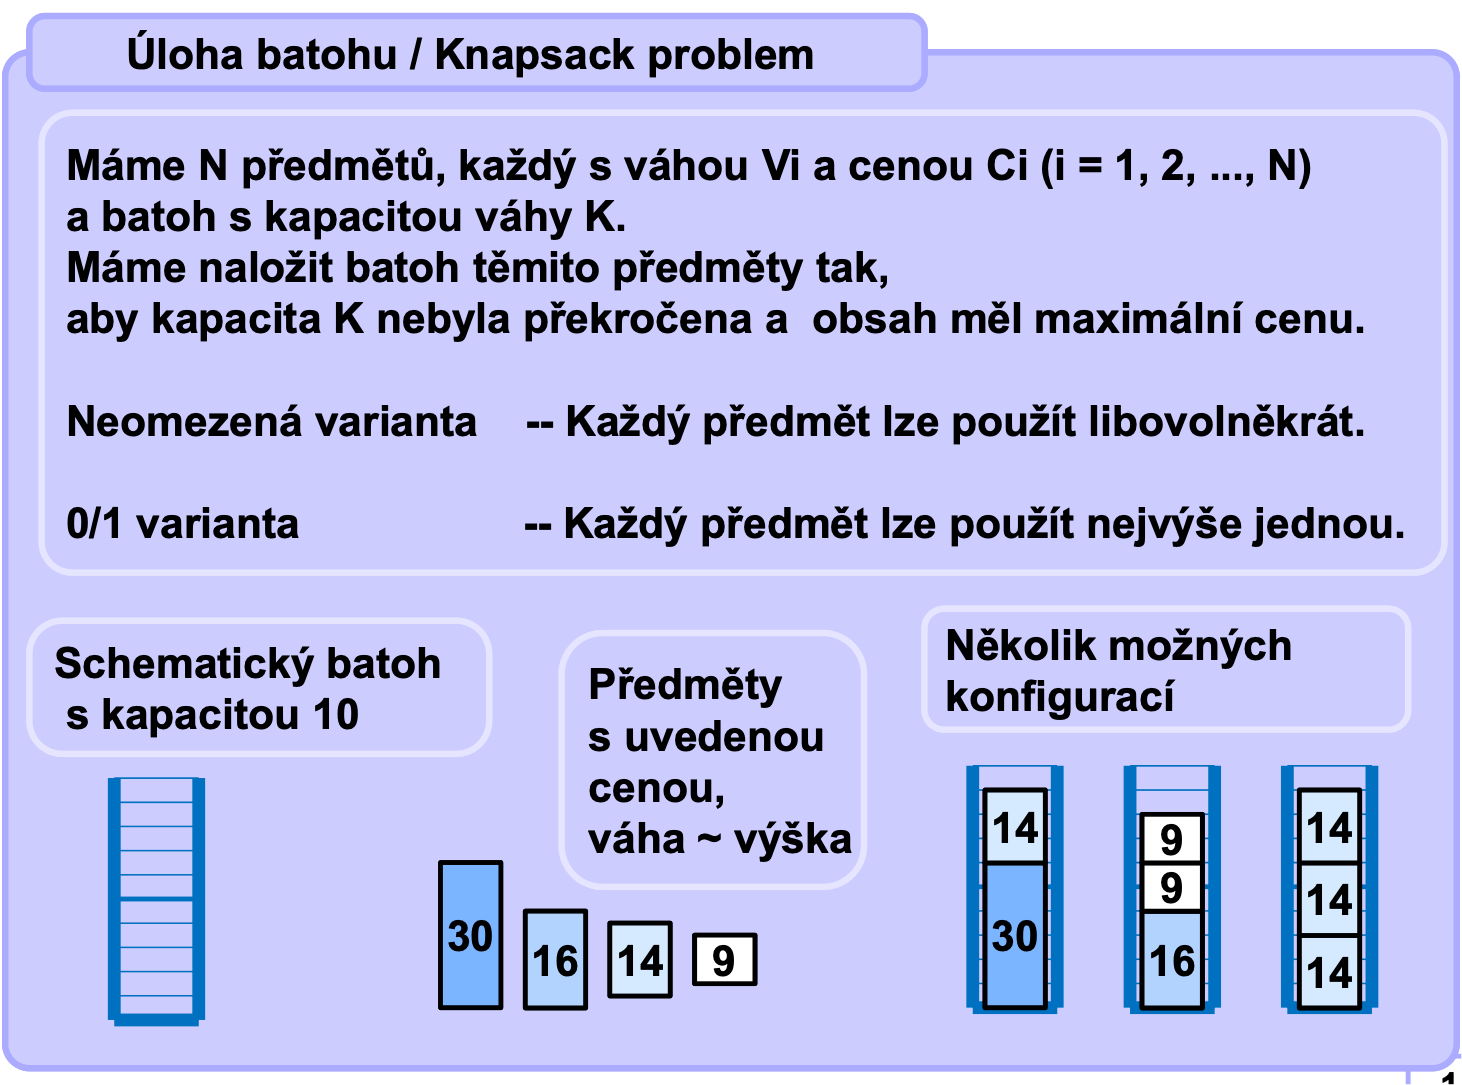 Úloha batohu / Knapsack problem
Máme N předmětů, každý s váhou Vi a cenou Ci (i = 1, 2, ..., N)
a batoh s kapacitou váhy K.
Máme naložit batoh těmito předměty tak,
aby kapacita K nebyla překročena a  obsah měl maximální cenu.
Neomezená varianta -- Každý předmět lze použít libovolněkrát.
0/1 varianta -- Každý předmět lze použít nejvýše jednou.
Schematický batoh
s kapacitou 10
Předměty
s uvedenou
cenou,
váha ~ výška
30
16
14
9
Několik možných
konfigurací
14
30
9
9
16
14
14
14
1